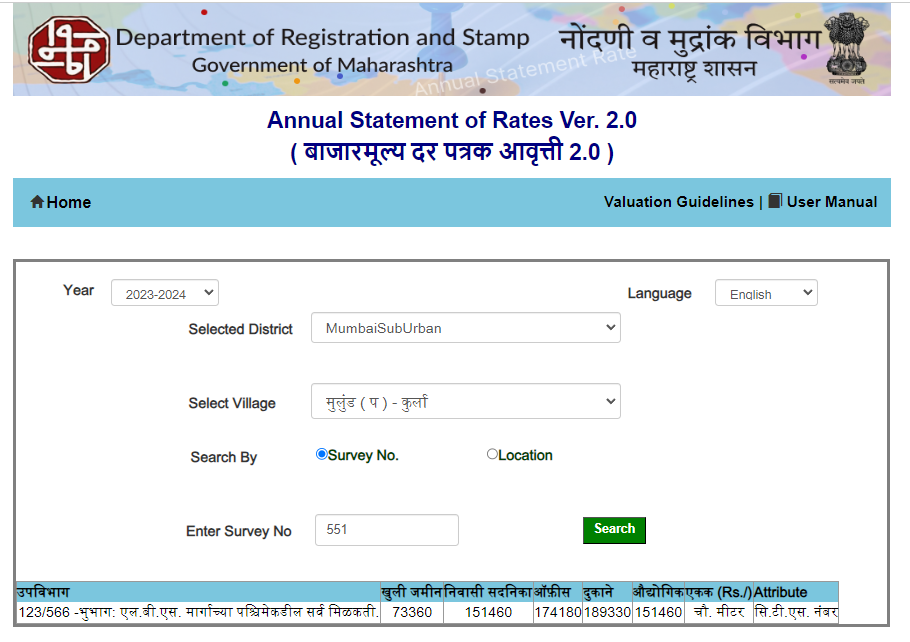 Department of Registration and Stamp
Government of Maharashtra
नोंदणी व मुद्रांक विभाग
महाराष्ट्र शासन
सत्यमेव जयते
Annual Statement Rate
Annual Statement of Rates Ver. 2.0
( बाजारमूल्य दर पत्रक आवृत्ती 2.0 )
Home Valuation Guidelines | User Manual
Year 2023-2024 Language English
Selected District MumbaiSubUrban
Select Village मुलुंड ( प ) - कुर्ला
Search By Survey No. Location
Enter Survey No 551 Search
उपविभाग खुली जमीन निवासी सदनिका ऑफ़ीस दुकाने औद्योगिक एकक (Rs./) Attribute
123/566 -भुभाग: एल.बी.एस. मार्गाच्या पश्चिमेकडील सर्व मिळकती. 73360 151460 174180 189330 151460 चौ. मीटर सि.टी.एस. नंबर